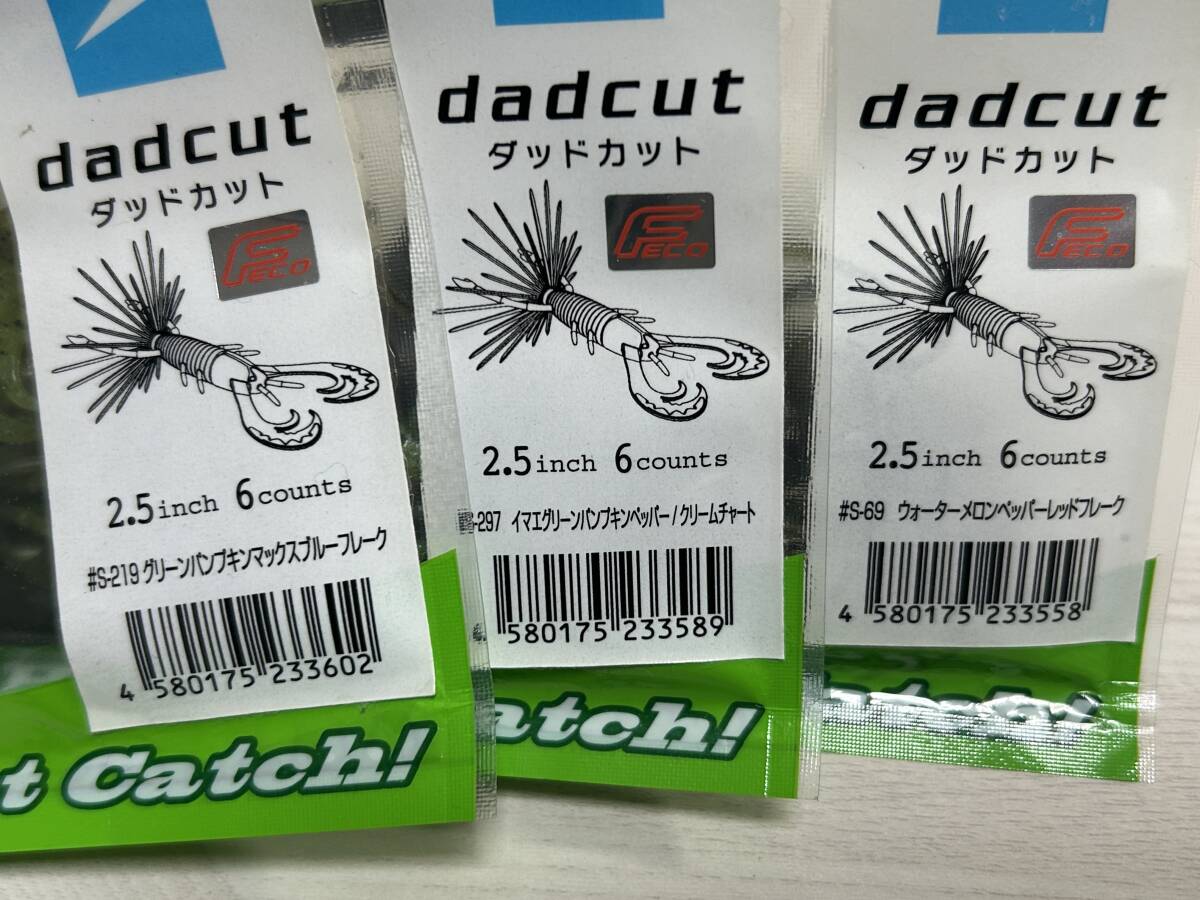 dadcut
ダッドカット
FECO
2.5inch 6counts
#S-219 グリーンパンプキンマックスブルーフレーク
4 580175 233602
t Catch!
dadcut
ダッドカット
FECO
2.5inch 6counts
-297 イマエグリーンパンプキンペッパー/クリームチャート
580175 233589
atch!
dadcut
ダッドカット
FECO
2.5inch 6counts
#S-69 ウォーターメロンペッパーレッドフレーク
4 580175 233558
atch!